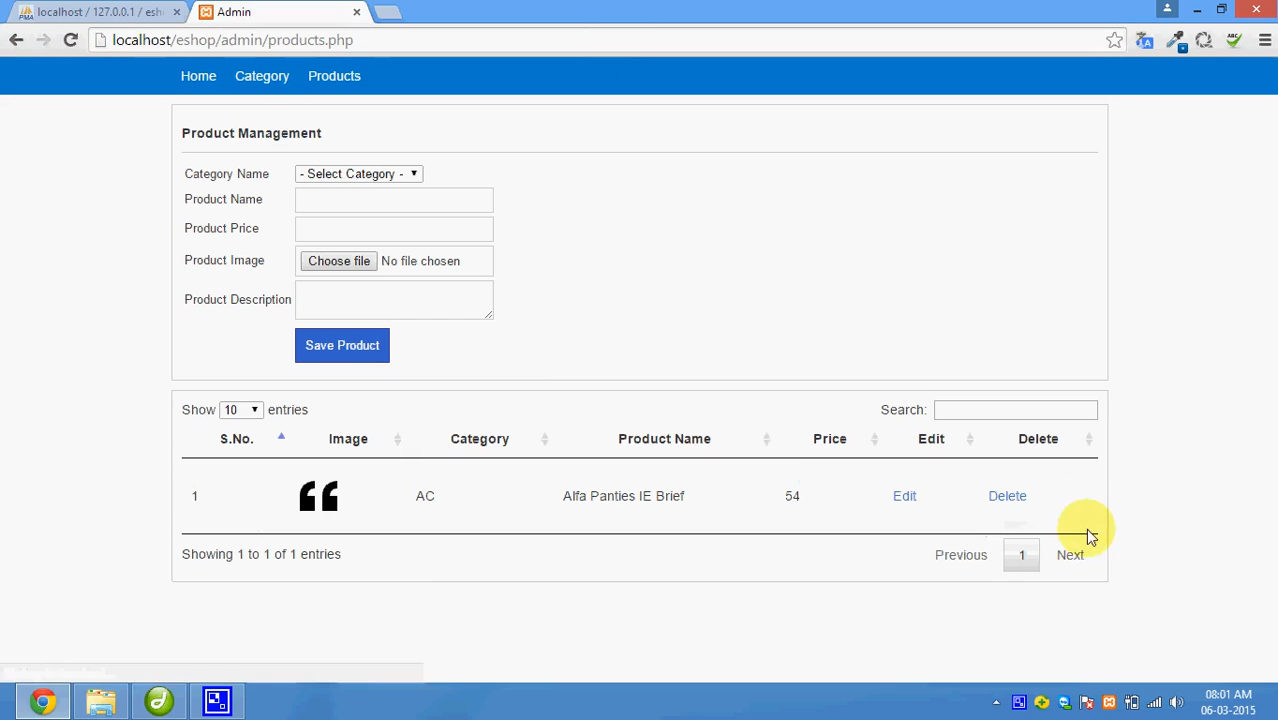 localhost / 127.0.0.1 / esh
Admin
localhost/eshop/admin/products.php
ABC
Home Category Products
Product Management
Category Name - Select Category -
Product Name
Product Price
Product Image Choose file No file chosen
Product Description
Save Product
Show 10 entries Search:
S.No. Image Category Product Name Price Edit Delete
1 AC Alfa Panties IE Brief 54 Edit Delete
Showing 1 to 1 of 1 entries Previous 1 Next
08:01 AM
06-03-2015